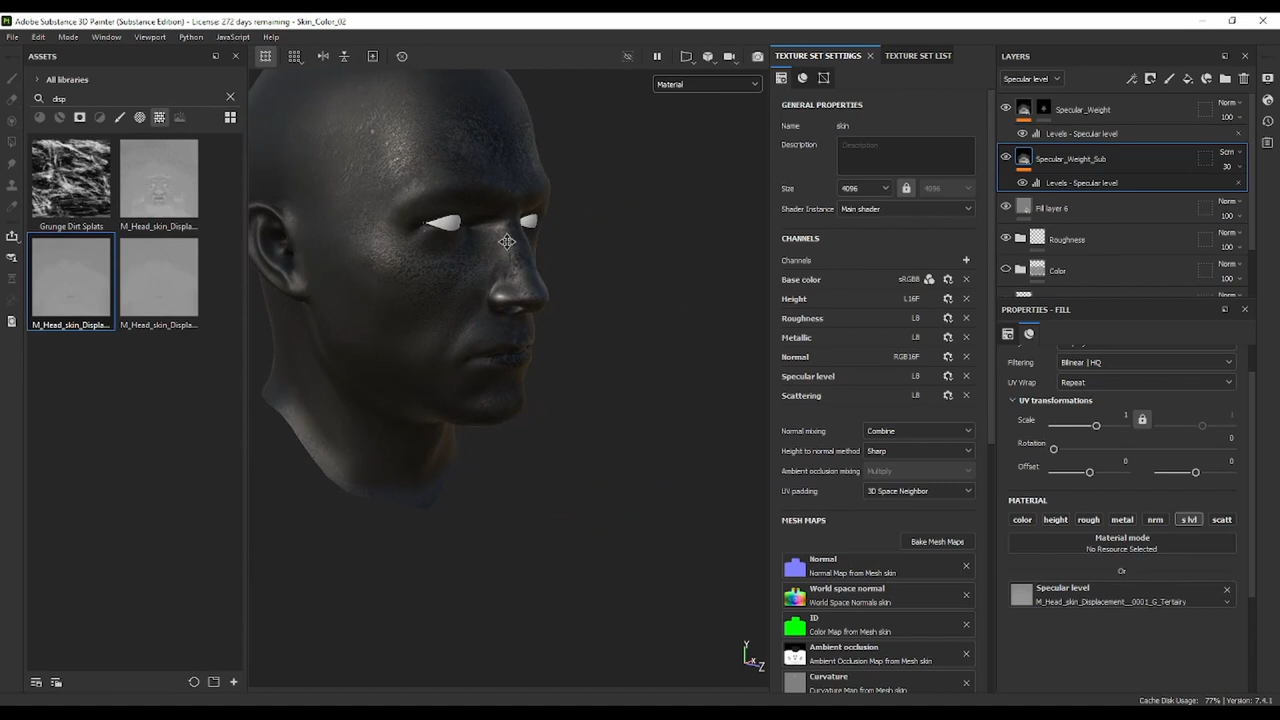 Adobe Substance 3D Painter (Substance Edition) - License: 272 days remaining - Skin_Color_02
File Edit Mode Window Viewport Python JavaScript Help
ASSETS
All libraries
disp
Grunge Dirt Splats
M_Head_skin_Displa...
M_Head_skin_Displa...
M_Head_skin_Displa...
Material
TEXTURE SET SETTINGS
TEXTURE SET LIST
GENERAL PROPERTIES
Name skin
Description Description
Size 4096 4096
Shader Instance Main shader
CHANNELS
Channels
Base color sRGB8
Height L16F
Roughness L8
Metallic L8
Normal RGB16F
Specular level L8
Scattering L8
Normal mixing Combine
Height to normal method Sharp
Ambient occlusion mixing Multiply
UV padding 3D Space Neighbor
MESH MAPS
Bake Mesh Maps
Normal
Normal Map from Mesh skin
World space normal
World Space Normals skin
ID
Color Map from Mesh skin
Ambient occlusion
Ambient Occlusion Map from Mesh skin
Curvature
Curvature Map from Mesh skin
Y
X
Z
LAYERS
Specular level
Specular_Weight Norm
100
Levels - Specular level
Specular_Weight_Sub Scrn
30
Levels - Specular level
Fill layer 6 Norm
100
Roughness Norm
100
Color Norm
100
Norm
PROPERTIES - FILL
Filtering Bilinear | HQ
UV Wrap Repeat
UV transformations
Scale 1 1
Rotation 0
Offset 0 0
MATERIAL
color height rough metal nrm s lvl scatt
Material mode
No Resource Selected
Or
Specular level
M_Head_skin_Displacement__0001_G_Tertairy
Cache Disk Usage: 77% | Version: 7.4.1